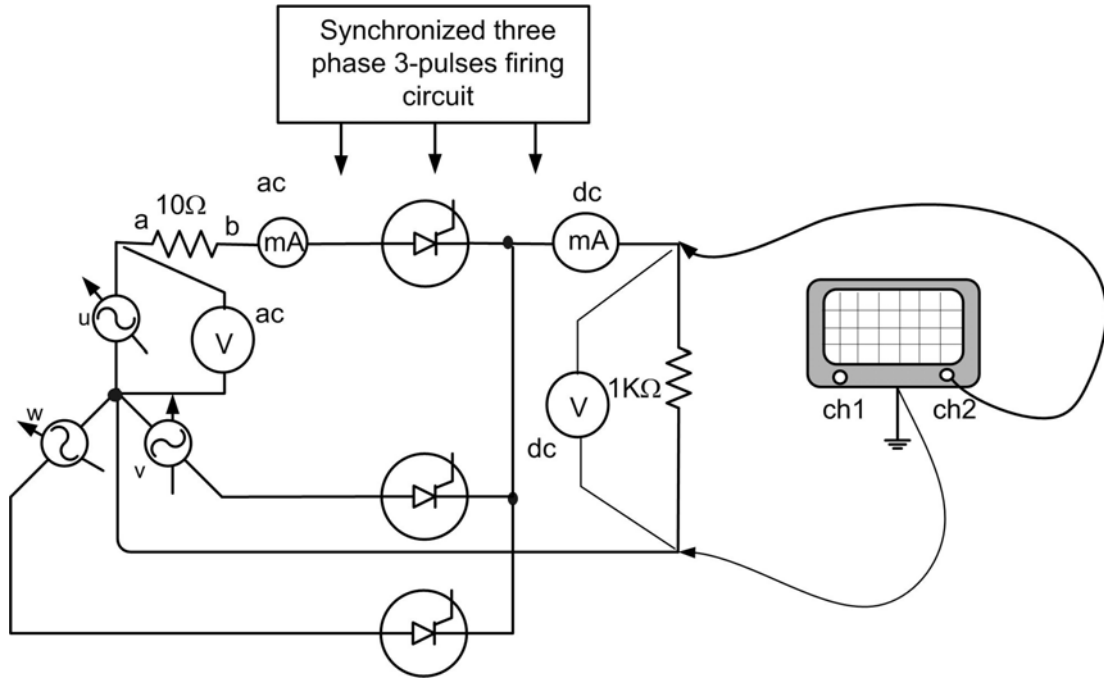 Synchronized three
phase 3-pulses firing
circuit
ac
dc
a
10Ω
b
mA
mA
u
ac
V
w
v
V
1KΩ
dc
ch1
ch2